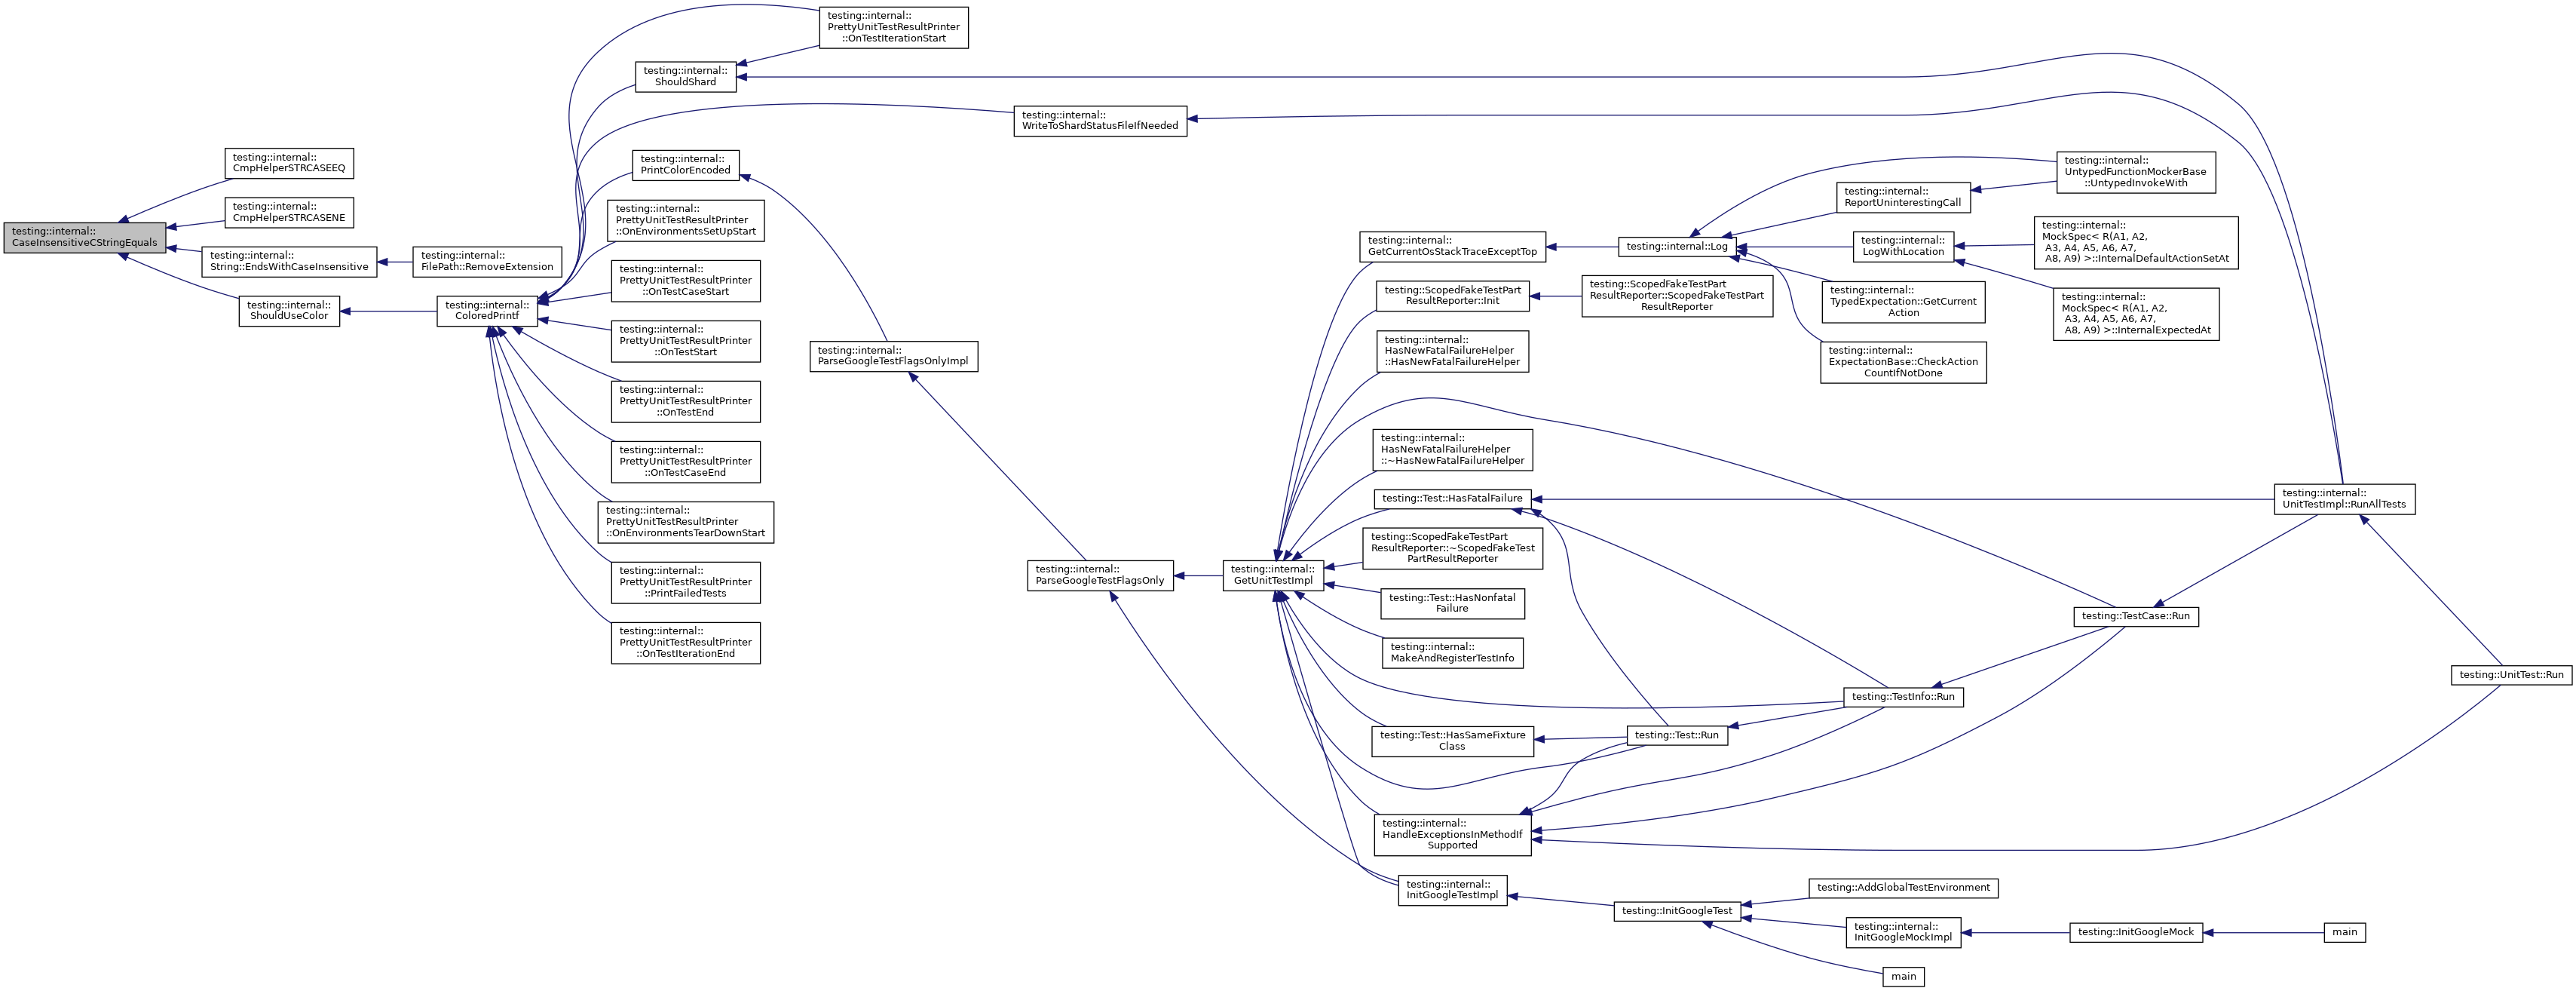 testing::internal::
CaseInsensitiveCStringEquals
testing::internal::
CmpHelperSTRCASEEQ
testing::internal::
CmpHelperSTRCASENE
testing::internal::
String::EndsWithCaseInsensitive
testing::internal::
ShouldUseColor
testing::internal::
FilePath::RemoveExtension
testing::internal::
ColoredPrintf
testing::internal::
PrettyUnitTestResultPrinter
::OnTestIterationStart
testing::internal::
ShouldShard
testing::internal::
WriteToShardStatusFileIfNeeded
testing::internal::
PrintColorEncoded
testing::internal::
PrettyUnitTestResultPrinter
::OnEnvironmentsSetUpStart
testing::internal::
PrettyUnitTestResultPrinter
::OnTestCaseStart
testing::internal::
PrettyUnitTestResultPrinter
::OnTestStart
testing::internal::
PrettyUnitTestResultPrinter
::OnTestEnd
testing::internal::
PrettyUnitTestResultPrinter
::OnTestCaseEnd
testing::internal::
PrettyUnitTestResultPrinter
::OnEnvironmentsTearDownStart
testing::internal::
PrettyUnitTestResultPrinter
::PrintFailedTests
testing::internal::
PrettyUnitTestResultPrinter
::OnTestIterationEnd
testing::internal::
ParseGoogleTestFlagsOnlyImpl
testing::internal::
ParseGoogleTestFlagsOnly
testing::internal::
GetUnitTestImpl
testing::internal::
GetCurrentOsStackTraceExceptTop
testing::ScopedFakeTestPart
ResultReporter::Init
testing::internal::
HasNewFatalFailureHelper
::HasNewFatalFailureHelper
testing::internal::
HasNewFatalFailureHelper
::~HasNewFatalFailureHelper
testing::Test::HasFatalFailure
testing::ScopedFakeTestPart
ResultReporter::~ScopedFakeTest
PartResultReporter
testing::Test::HasNonfatal
Failure
testing::internal::
MakeAndRegisterTestInfo
testing::Test::HasSameFixture
Class
testing::internal::
HandleExceptionsInMethodIf
Supported
testing::internal::
InitGoogleTestImpl
testing::internal::Log
testing::ScopedFakeTestPart
ResultReporter::ScopedFakeTestPart
ResultReporter
testing::Test::Run
testing::InitGoogleTest
testing::internal::
ReportUninterestingCall
testing::internal::
LogWithLocation
testing::internal::
TypedExpectation::GetCurrent
Action
testing::internal::
ExpectationBase::CheckAction
CountIfNotDone
testing::TestInfo::Run
testing::AddGlobalTestEnvironment
testing::internal::
InitGoogleMockImpl
main
testing::internal::
UntypedFunctionMockerBase
::UntypedInvokeWith
testing::internal::
MockSpec< R(A1, A2,
A3, A4, A5, A6, A7,
A8, A9) >::InternalDefaultActionSetAt
testing::internal::
MockSpec< R(A1, A2,
A3, A4, A5, A6, A7,
A8, A9) >::InternalExpectedAt
testing::TestCase::Run
testing::InitGoogleMock
testing::internal::
UnitTestImpl::RunAllTests
main
testing::UnitTest::Run